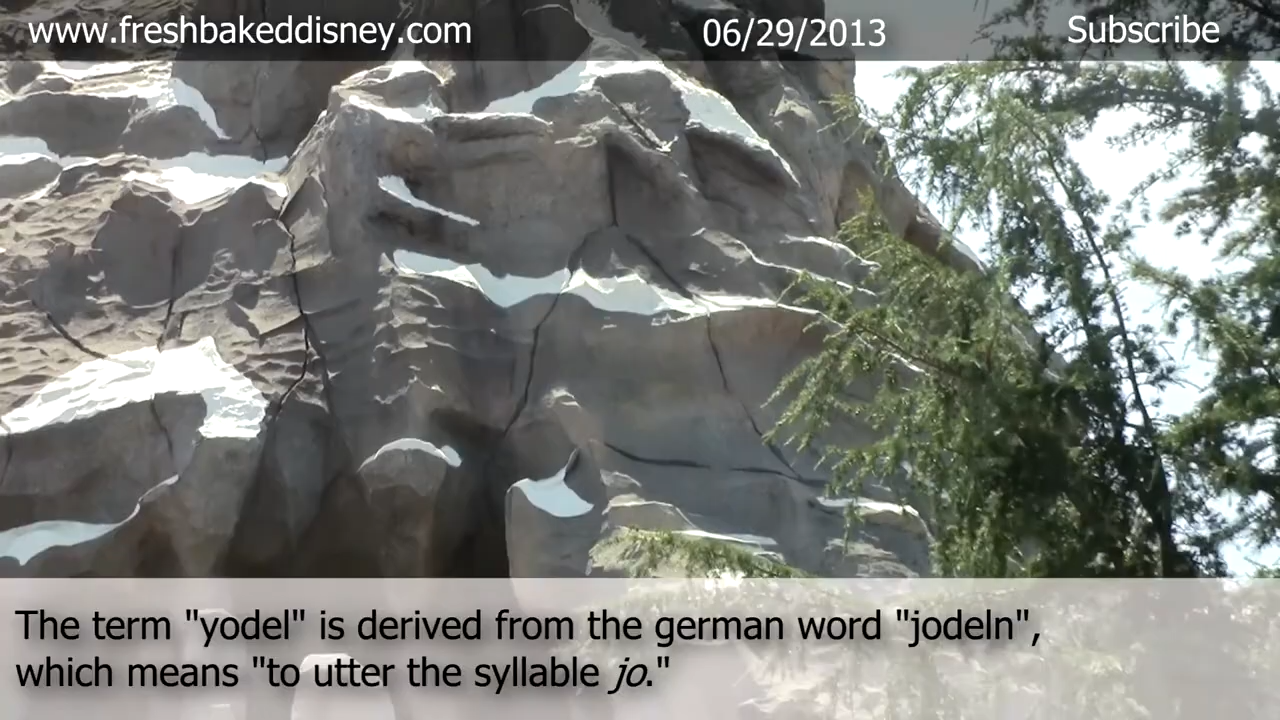 www.freshbakeddisney.com
06/29/2013
Subscribe
The term "yodel" is derived from the german word "jodeln",
which means "to utter the syllable jo."